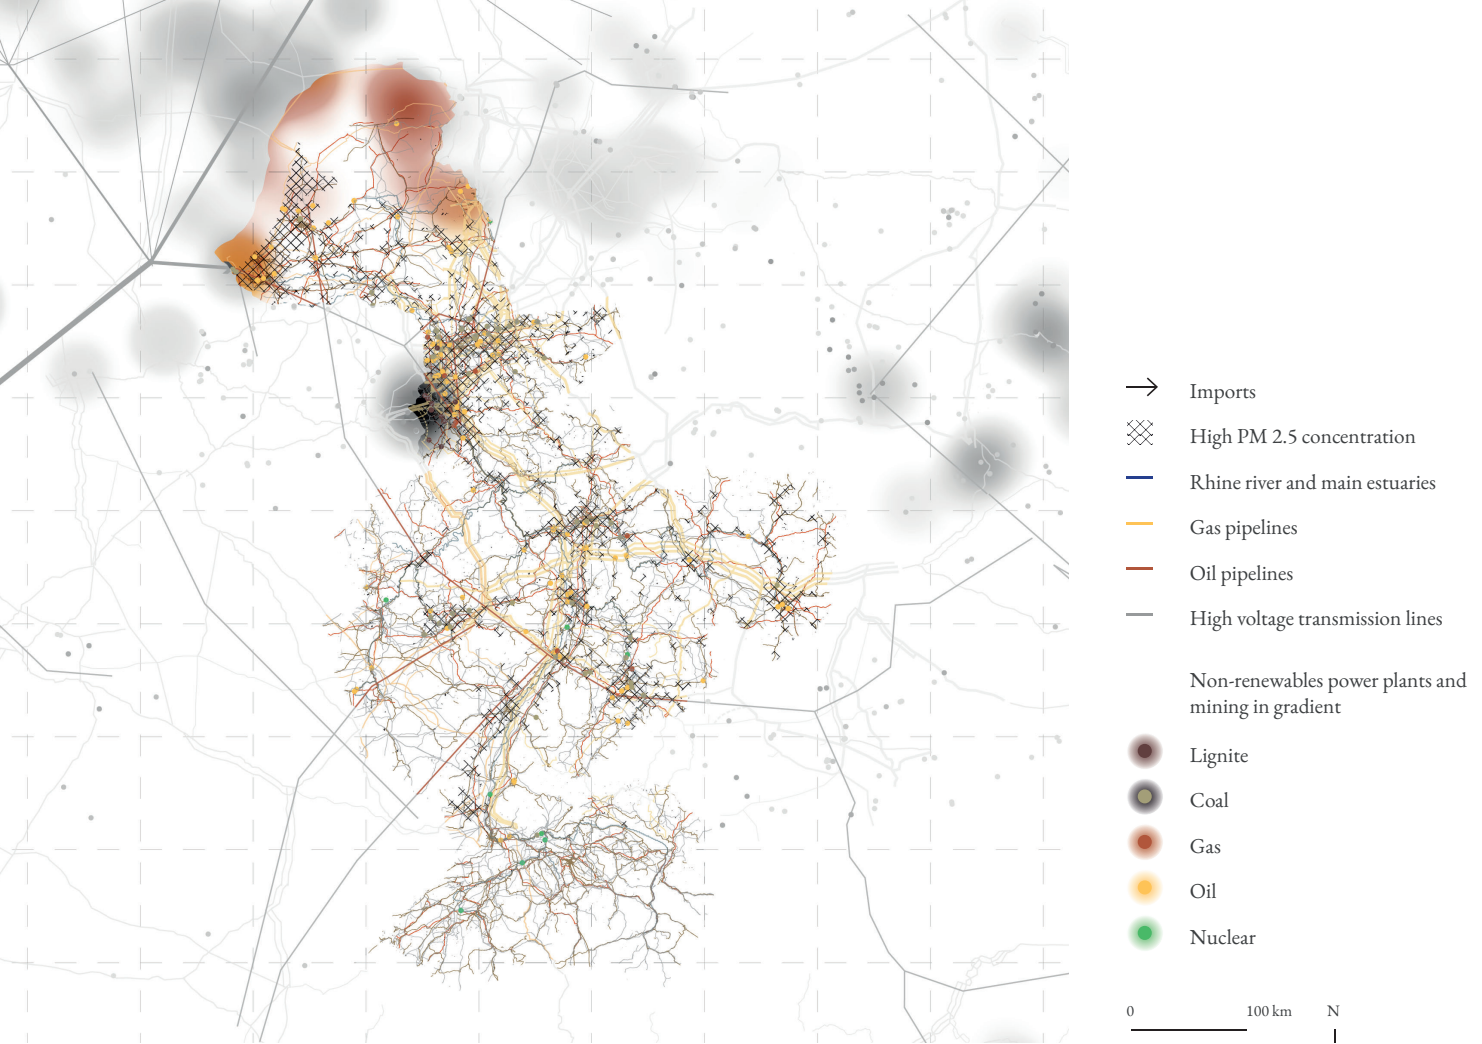 Imports
High PM 2.5 concentration
Rhine river and main estuaries
Gas pipelines
Oil pipelines
High voltage transmission lines
Non-renewables power plants and
mining in gradient
Lignite
Coal
Gas
Oil
Nuclear
0 100 km N